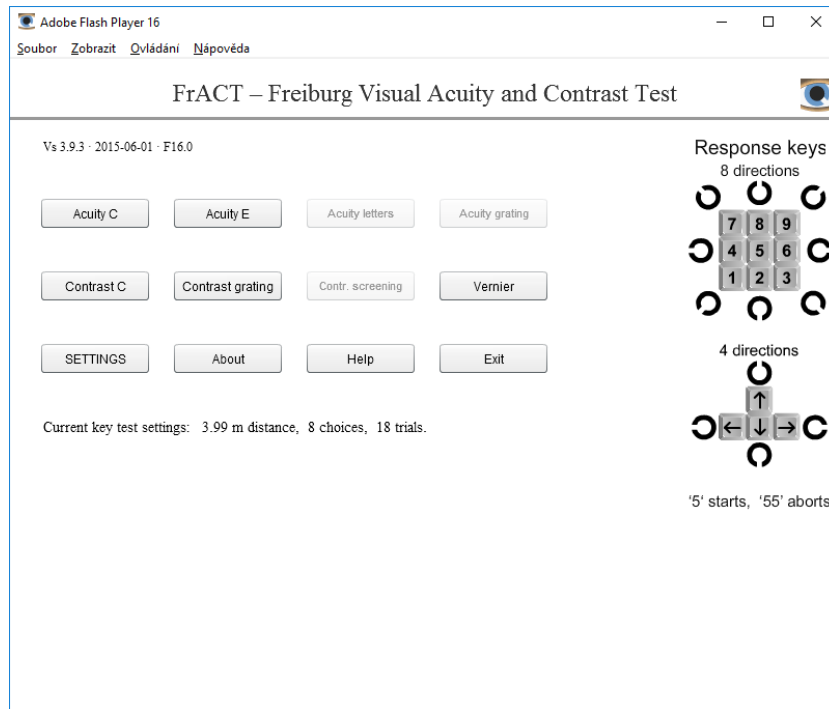 Adobe Flash Player 16
Soubor Zobrazit Ovládání Nápověda
FrACT – Freiburg Visual Acuity and Contrast Test
Vs 3.9.3 · 2015-06-01 · F16.0
Acuity C Acuity E Acuity letters Acuity grating
Contrast C Contrast grating Contr. screening Vernier
SETTINGS About Help Exit
Current key test settings: 3.99 m distance, 8 choices, 18 trials.
Response keys
8 directions
7 8 9
4 5 6
1 2 3
4 directions
↑
← ↓ →
‘5‘ starts, ‘55’ aborts